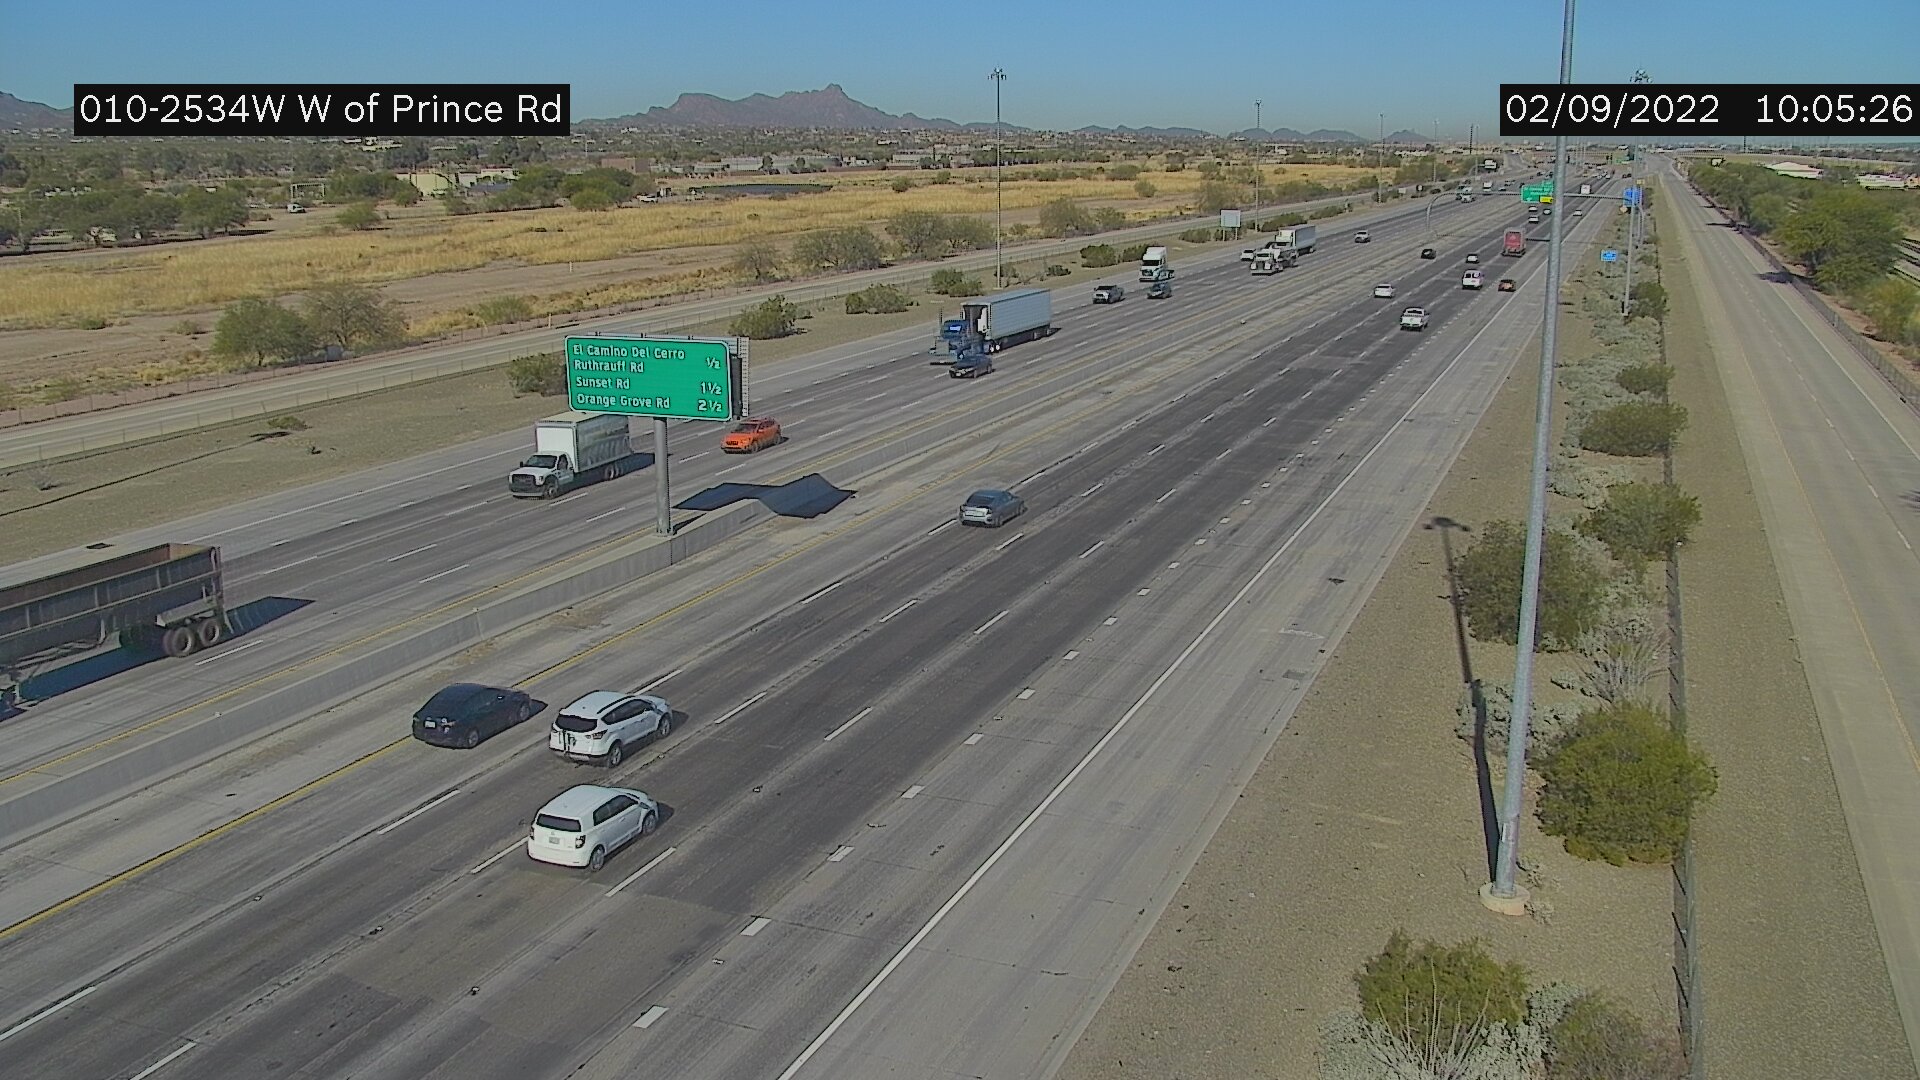 010-2534W W of Prince Rd
02/09/2022 10:05:26
El Camino Del Cerro
Ruthrauff Rd ½
Sunset Rd 1½
Orange Grove Rd 2½